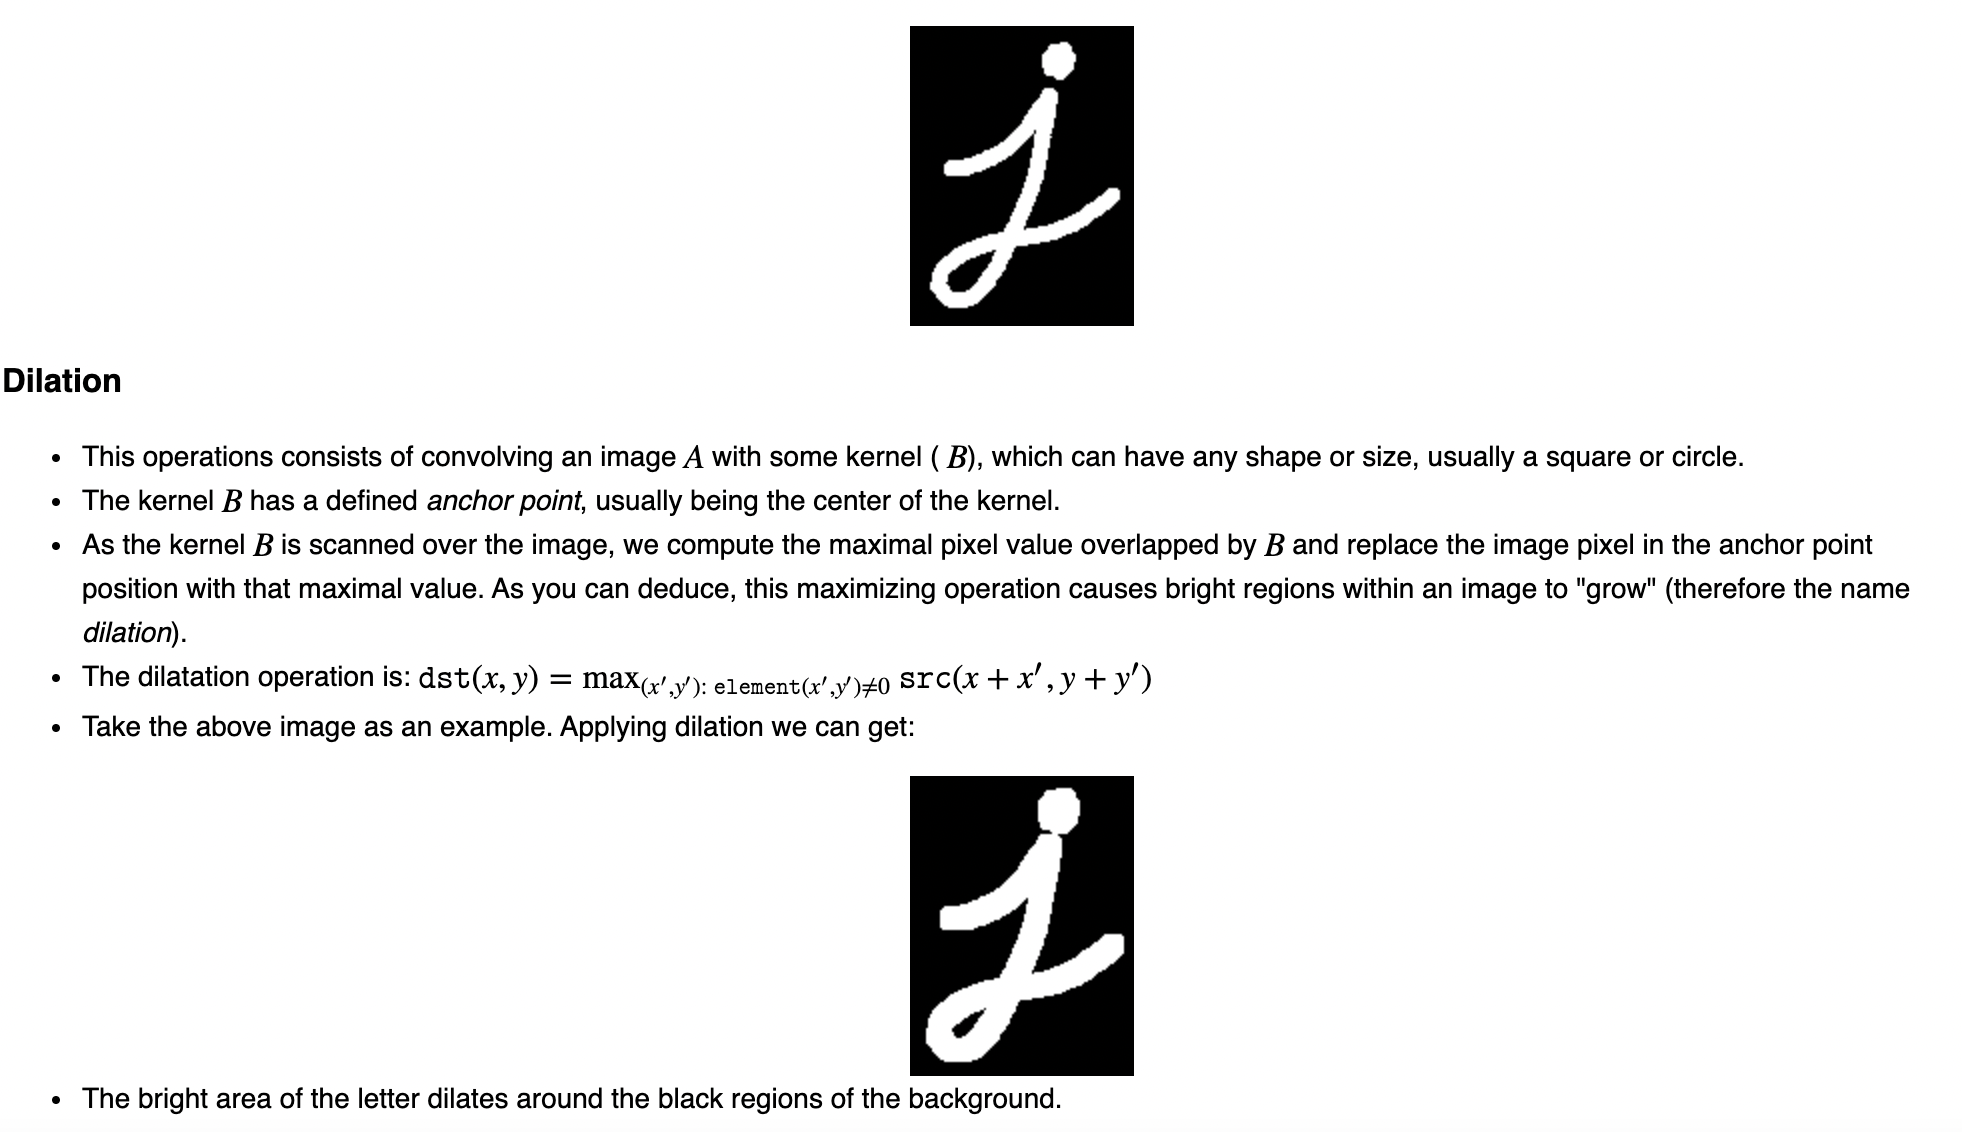 Dilation
• This operations consists of convolving an image A with some kernel ( B), which can have any shape or size, usually a square or circle.
• The kernel B has a defined anchor point, usually being the center of the kernel.
• As the kernel B is scanned over the image, we compute the maximal pixel value overlapped by B and replace the image pixel in the anchor point
position with that maximal value. As you can deduce, this maximizing operation causes bright regions within an image to "grow" (therefore the name
dilation).
• The dilatation operation is: dst(x, y) = max(x′,y′): element(x′,y′)≠0 src(x + x′, y + y′)
• Take the above image as an example. Applying dilation we can get:
• The bright area of the letter dilates around the black regions of the background.